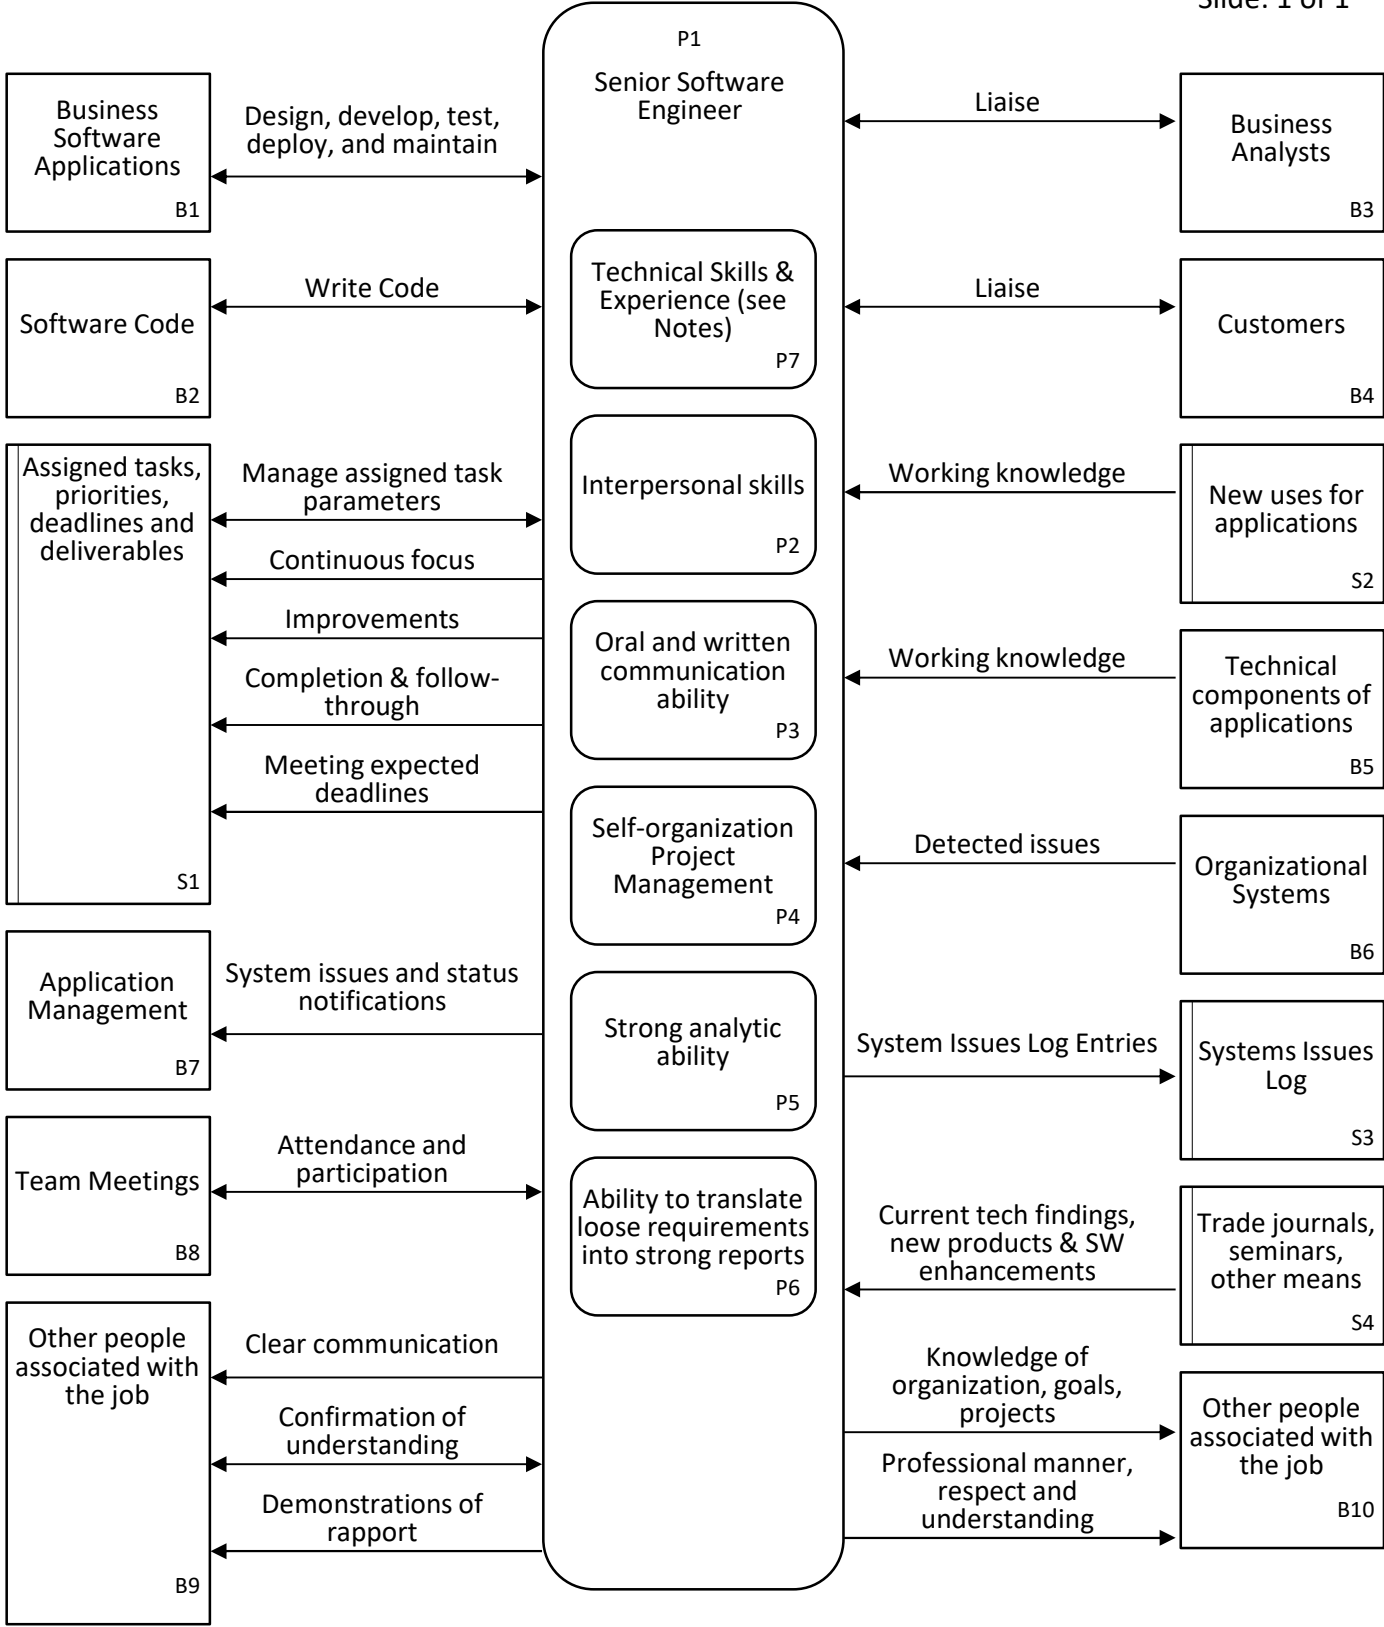 Slide: 1 of 1
P1
Senior Software
Engineer
Business
Software
Applications
B1
Design, develop, test,
deploy, and maintain
Liaise
Business
Analysts
B3
Software Code
B2
Write Code
Technical Skills &
Experience (see
Notes)
P7
Liaise
Customers
B4
Assigned tasks,
priorities,
deadlines and
deliverables
S1
Manage assigned task
parameters
Continuous focus
Improvements
Completion & follow-
through
Meeting expected
deadlines
Interpersonal skills
P2
Working knowledge
New uses for
applications
S2
Oral and written
communication
ability
P3
Working knowledge
Technical
components of
applications
B5
Self-organization
Project
Management
P4
Detected issues
Organizational
Systems
B6
Application
Management
B7
System issues and status
notifications
Strong analytic
ability
P5
System Issues Log Entries
Systems Issues
Log
S3
Team Meetings
B8
Attendance and
participation
Ability to translate
loose requirements
into strong reports
P6
Current tech findings,
new products & SW
enhancements
Trade journals,
seminars,
other means
S4
Other people
associated with
the job
B9
Clear communication
Confirmation of
understanding
Demonstrations of
rapport
Knowledge of
organization, goals,
projects
Professional manner,
respect and
understanding
Other people
associated with
the job
B10